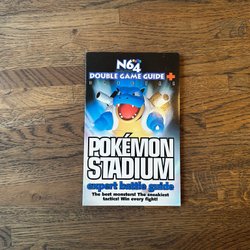 N64
DOUBLE GAME GUIDE +
POKÉMON
STADIUM
expert battle guide
The best monsters! The sneakiest
tactics! Win every fight!